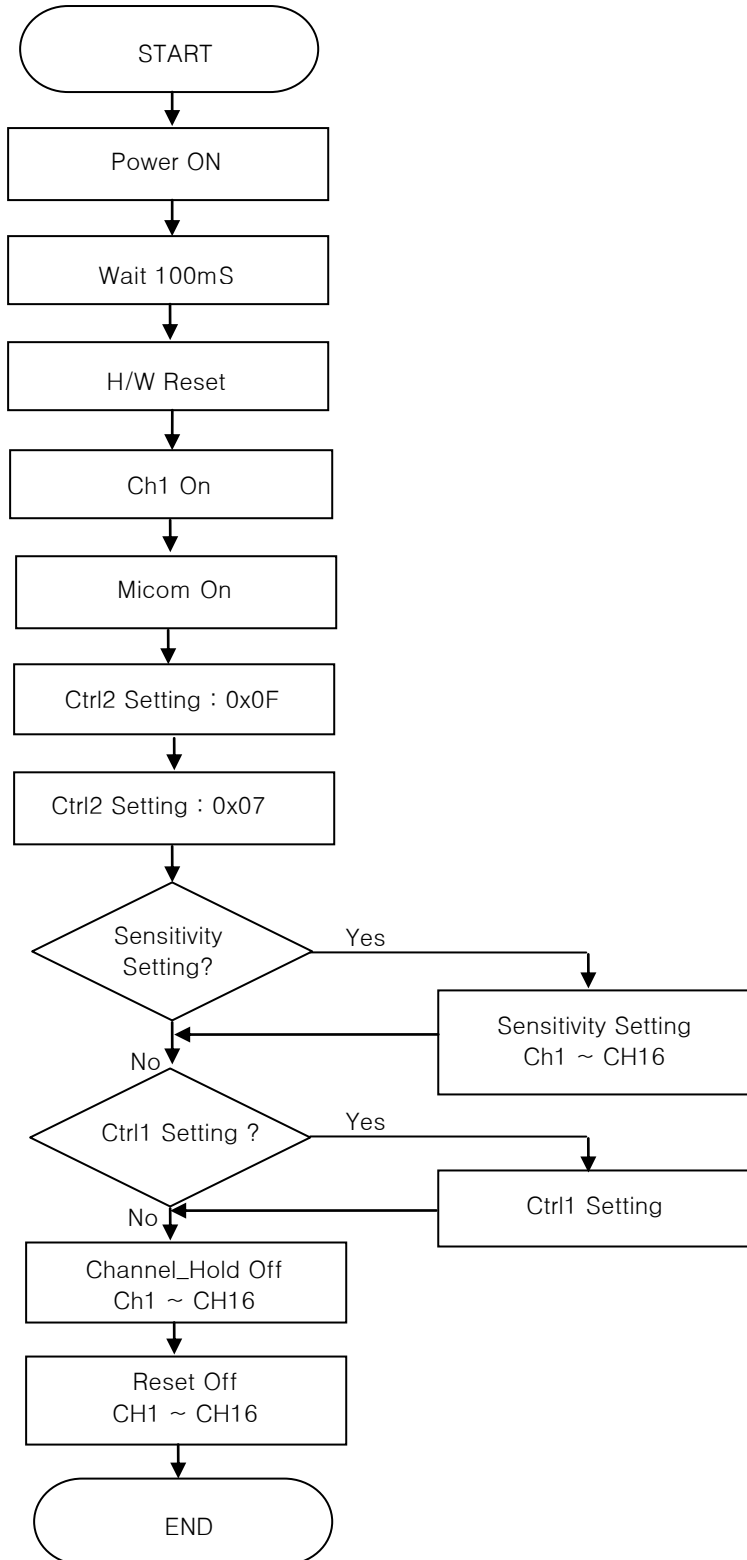 START
Power ON
Wait 100mS
H/W Reset
Ch1 On
Micom On
Ctrl2 Setting : 0x0F
Ctrl2 Setting : 0x07
Sensitivity
Setting?
Yes
Sensitivity Setting
Ch1 ~ CH16
No
Ctrl1 Setting ?
Yes
Ctrl1 Setting
No
Channel_Hold Off
Ch1 ~ CH16
Reset Off
CH1 ~ CH16
END